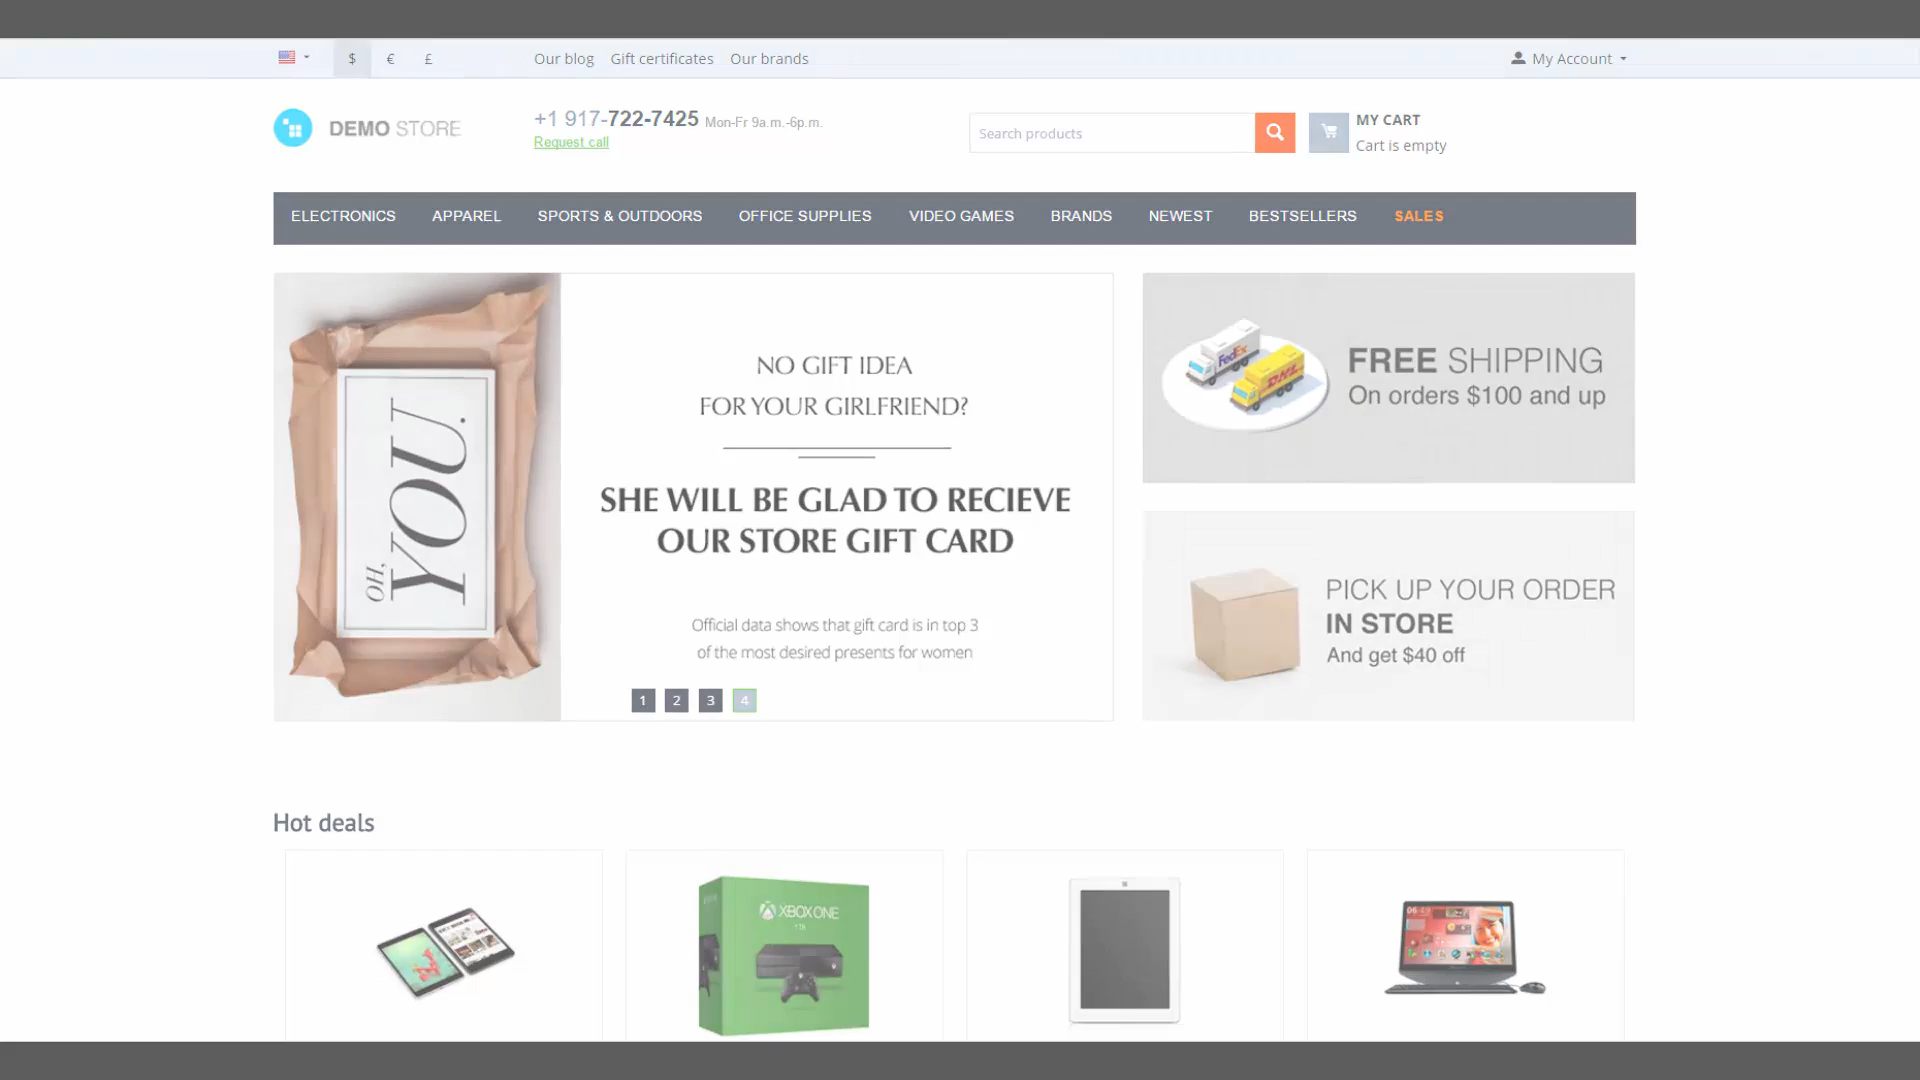 $ € £ Our blog Gift certificates Our brands My Account
DEMO STORE
+1 917-722-7425 Mon-Fr 9a.m.-6p.m.
Request call
Search products
MY CART
Cart is empty
ELECTRONICS APPAREL SPORTS & OUTDOORS OFFICE SUPPLIES VIDEO GAMES BRANDS NEWEST BESTSELLERS SALES
OH,
YOU.
NO GIFT IDEA
FOR YOUR GIRLFRIEND?
SHE WILL BE GLAD TO RECIEVE
OUR STORE GIFT CARD
Official data shows that gift card is in top 3
of the most desired presents for women
1 2 3 4
FedEx
DHL
FREE SHIPPING
On orders $100 and up
PICK UP YOUR ORDER
IN STORE
And get $40 off
Hot deals
XBOX ONE
1TB